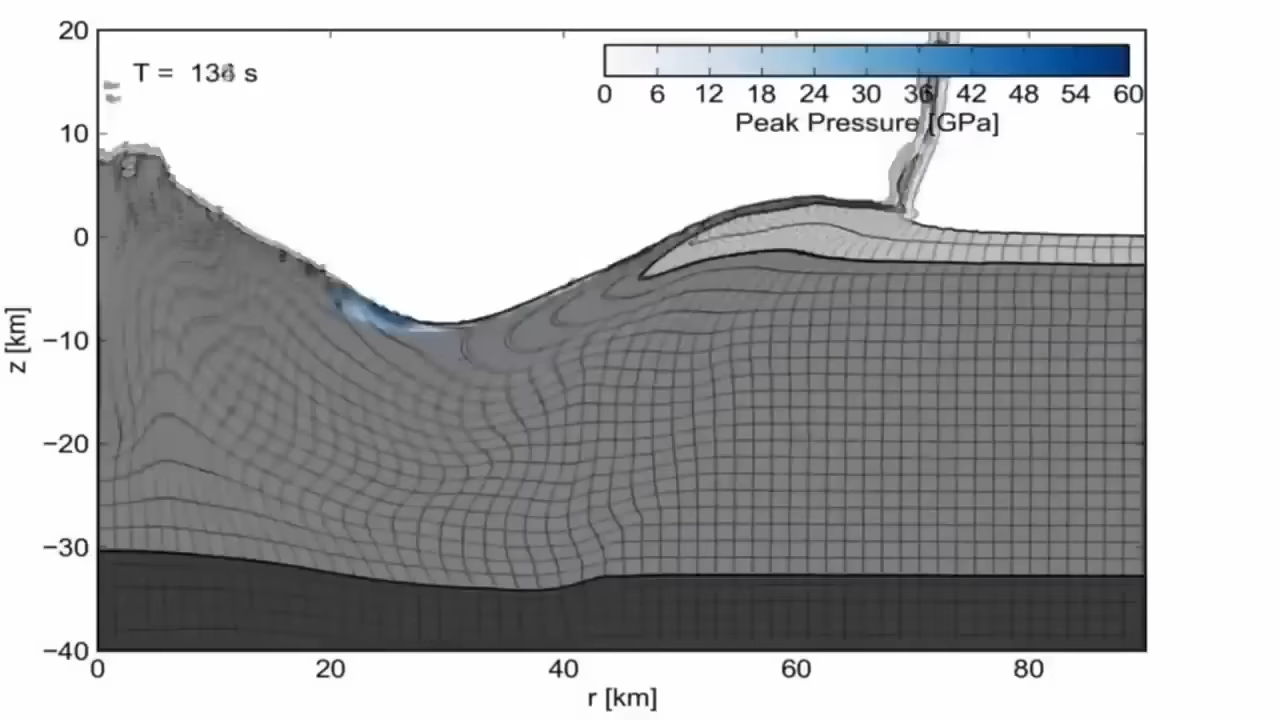 20
T = s
0 6 12 18 24 30 36 42 48 54 60
10
Peak Pressure [GPa]
0
−10
−20
−30
−40
z [km]
0 20 40 60 80
r [km]